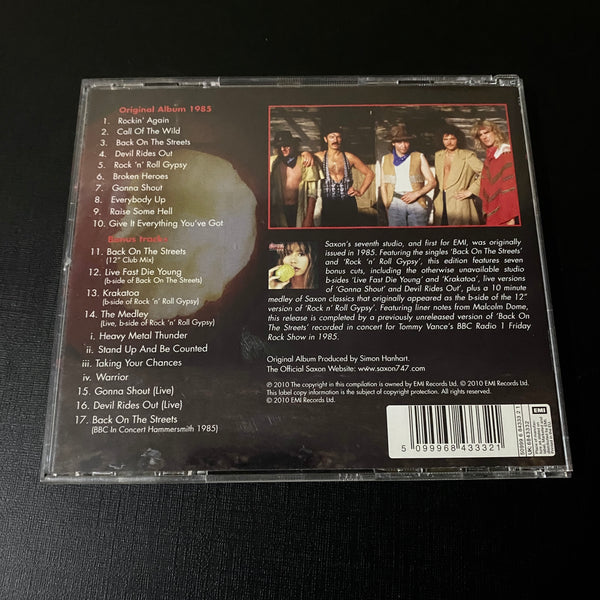 Original Album 1985
1. Rockin' Again
2. Call Of The Wild
3. Back On The Streets
4. Devil Rides Out
5. Rock 'n' Roll Gypsy
6. Broken Heroes
7. Gonna Shout
8. Everybody Up
9. Raise Some Hell
10. Give It Everything You've Got
Bonus tracks
11. Back On The Streets
(12" Club Mix)
12. Live Fast Die Young
(b-side of Back On The Streets)
13. Krakatoa
(b-side of Rock 'n' Roll Gypsy)
14. The Medley
(Live, b-side of Rock 'n' Roll Gypsy)
i. Heavy Metal Thunder
ii. Stand Up And Be Counted
iii. Taking Your Chances
iv. Warrior
15. Gonna Shout (Live)
16. Devil Rides Out (Live)
17. Back On The Streets
(BBC In Concert Hammersmith 1985)
Saxon's seventh studio, and first for EMI, was originally
issued in 1985. Featuring the singles 'Back On The Streets'
and 'Rock 'n' Roll Gypsy', this edition features seven
bonus cuts, including the otherwise unavailable studio
b-sides 'Live Fast Die Young' and 'Krakatoa', live versions
of 'Gonna Shout' and Devil Rides Out', plus a 10 minute
medley of Saxon classics that originally appeared as the b-side of the 12"
version of 'Rock n' Roll Gypsy'. Featuring liner notes from Malcolm Dome,
this release is completed by a previously unreleased version of 'Back On
The Streets' recorded in concert for Tommy Vance's BBC Radio 1 Friday
Rock Show in 1985.
Original Album Produced by Simon Hanhart.
The Official Saxon Website: www.saxon747.com
℗ 2010 The copyright in this compilation is owned by EMI Records Ltd. © 2010 EMI Records Ltd.
This label copy information is the subject of copyright protection. All rights reserved.
© 2010 EMI Records Ltd.
5 099968 433321
EMI